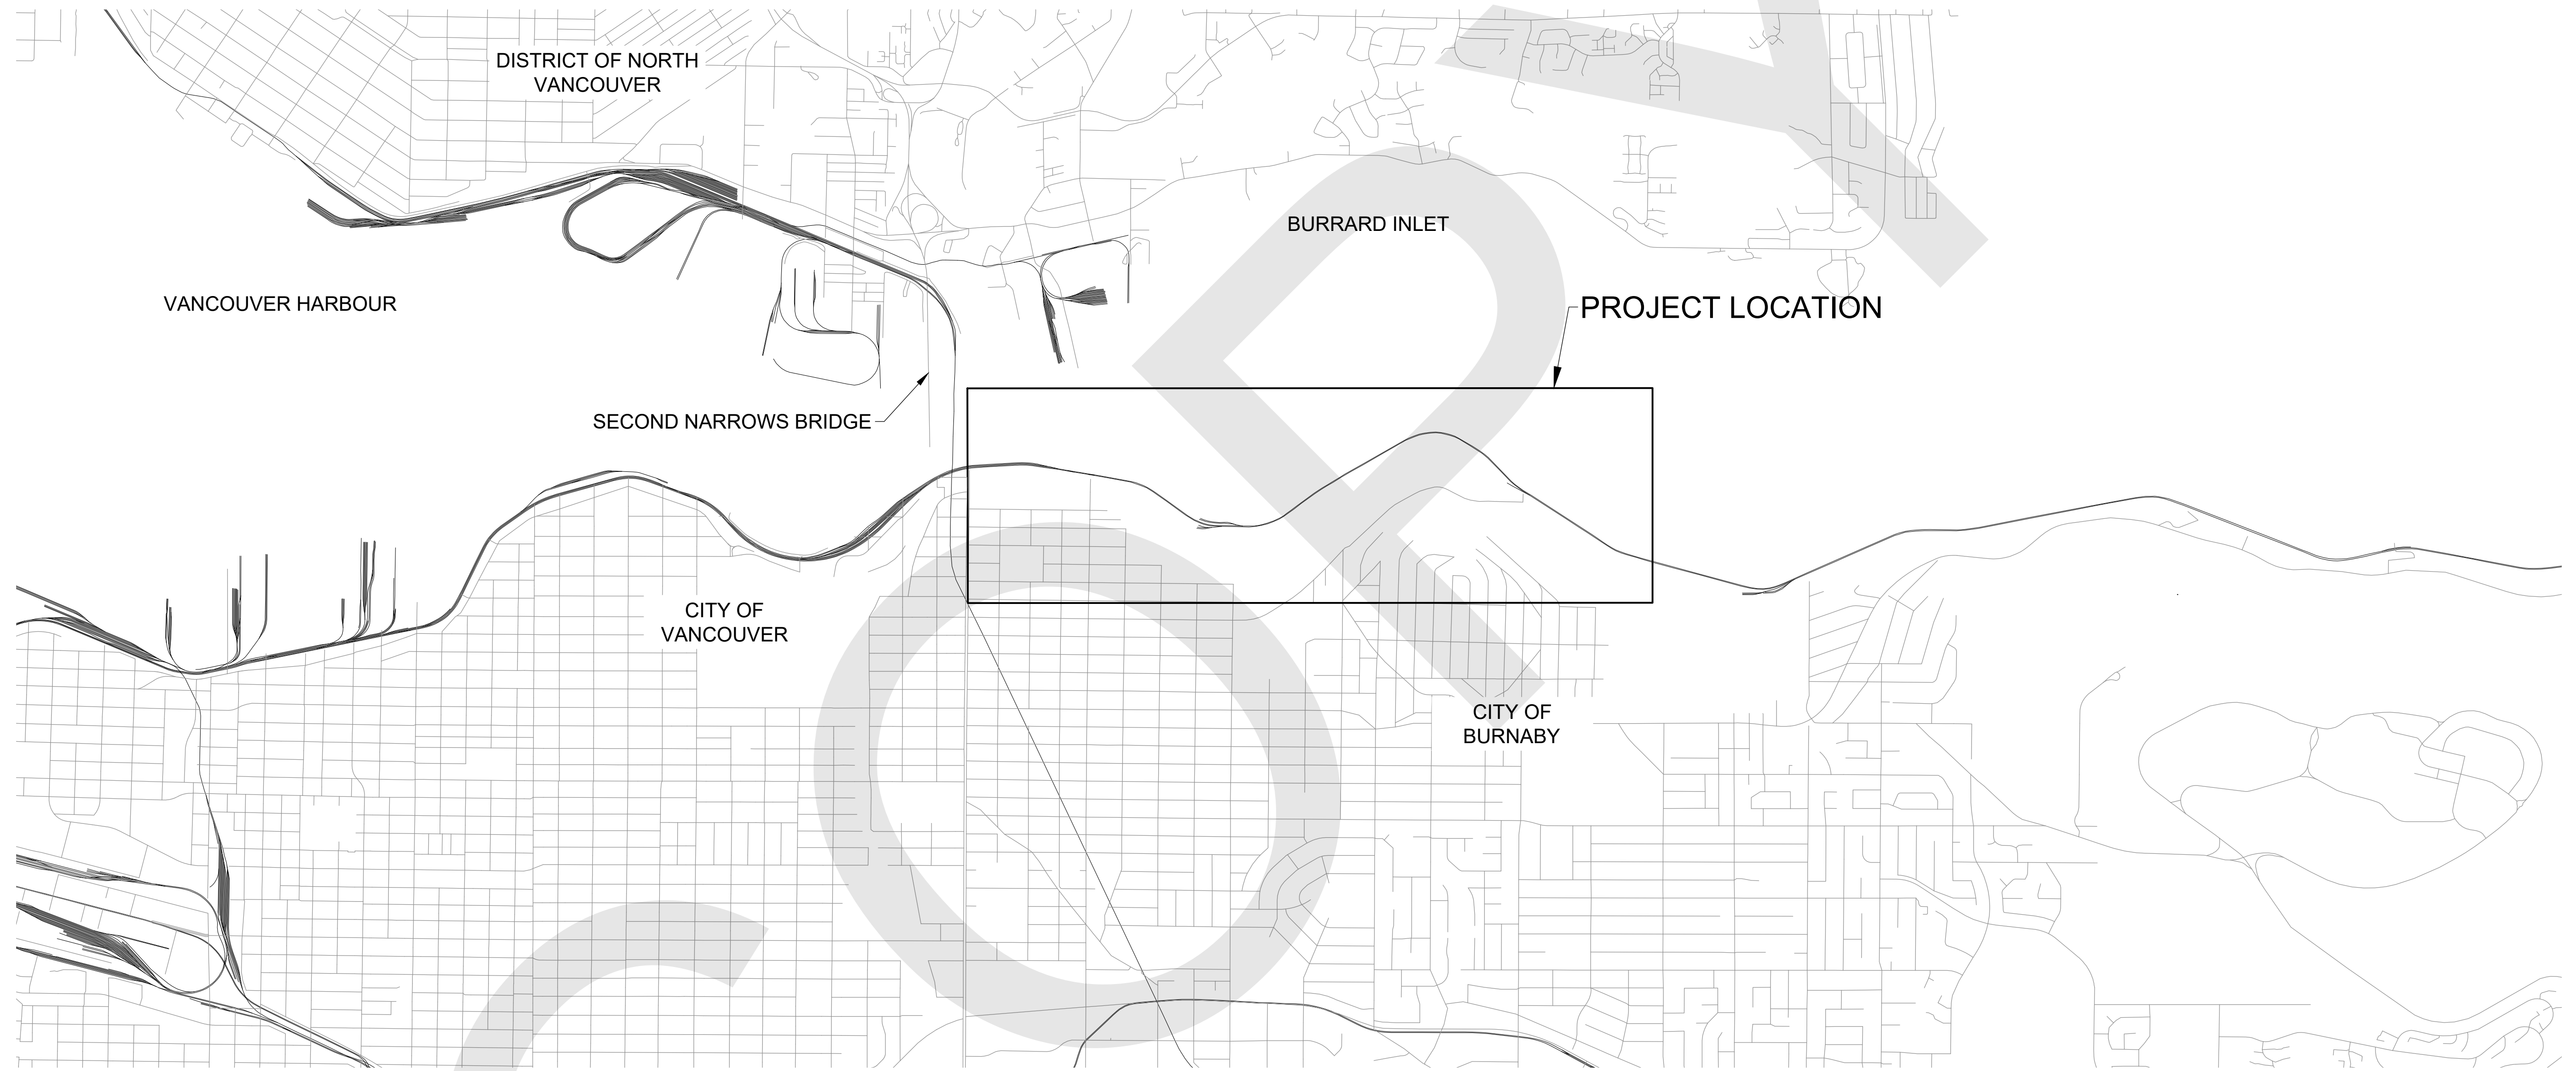 DISTRICT OF NORTH
VANCOUVER
BURRARD INLET
VANCOUVER HARBOUR
PROJECT LOCATION
SECOND NARROWS BRIDGE
CITY OF
VANCOUVER
CITY OF
BURNABY
COPY